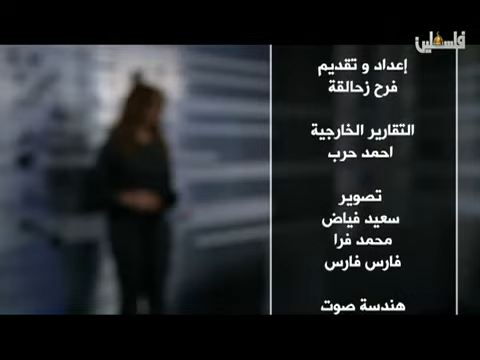 فلسطين
إعداد و تقديم
فرح زحالقة
التقارير الخارجية
احمد حرب
تصوير
سعيد فياض
محمد فرا
فارس فارس
هندسة صوت